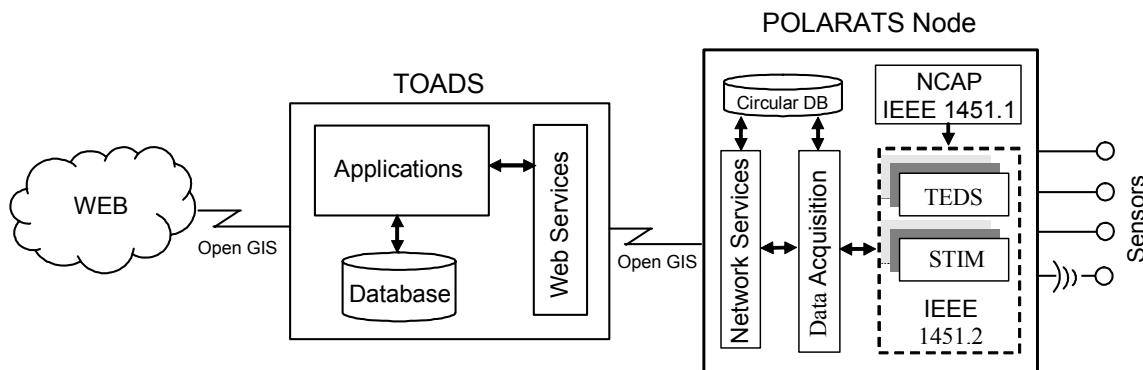 POLARATS Node
TOADS
NCAP
IEEE 1451.1
Circular DB
Applications
Web Services
Network Services
Data Acquisition
TEDS
STIM
IEEE
1451.2
Sensors
WEB
Open GIS
Open GIS
Database